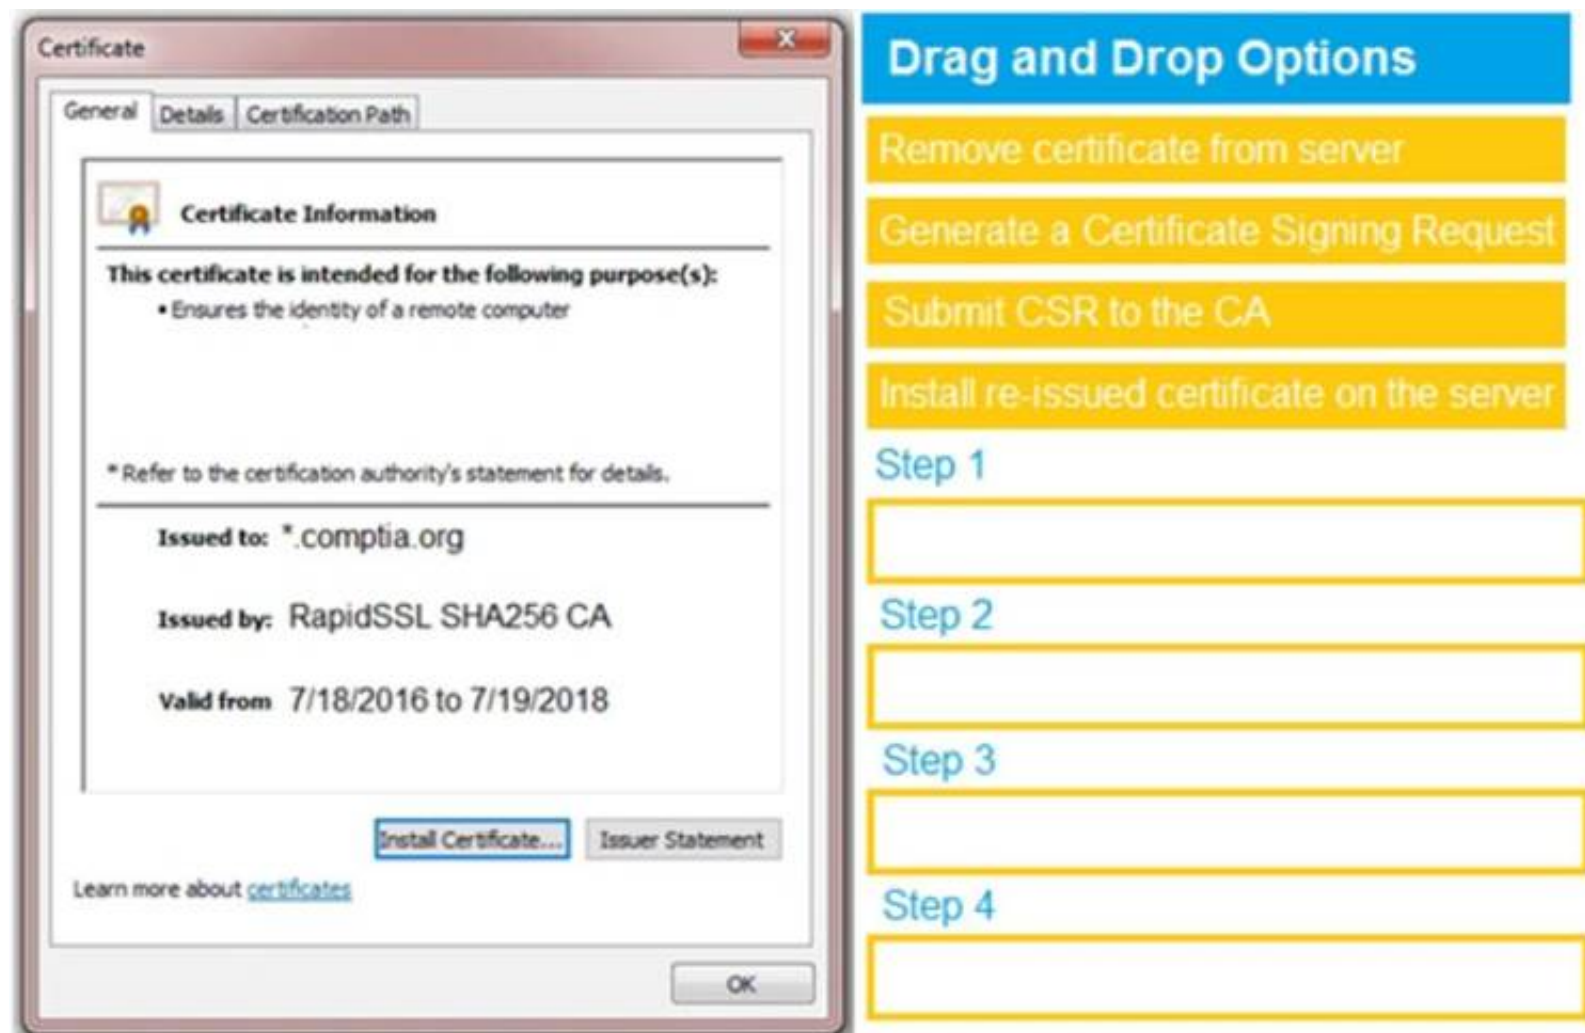 Certificate
General Details Certification Path
Certificate Information
This certificate is intended for the following purpose(s):
• Ensures the identity of a remote computer
* Refer to the certification authority's statement for details.
Issued to: *.comptia.org
Issued by: RapidSSL SHA256 CA
Valid from 7/18/2016 to 7/19/2018
Install Certificate... Issuer Statement
Learn more about certificates
OK
Drag and Drop Options
Remove certificate from server
Generate a Certificate Signing Request
Submit CSR to the CA
Install re-issued certificate on the server
Step 1
Step 2
Step 3
Step 4